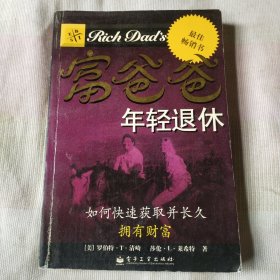 Rich Dad's
最佳
畅销书
富爸爸
年轻退休
如何快速获取并长久
拥有财富
[美] 罗伯特·T·清崎 莎伦·L·莱希特 著
电子工业出版社